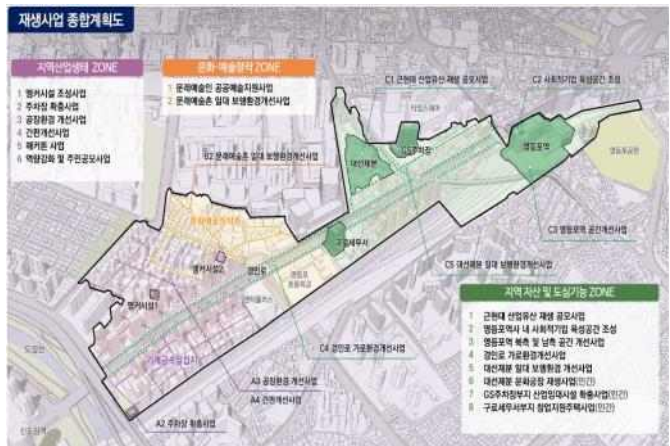 재생사업 종합계획도
지역산업생태 ZONE
1 앵커시설 조성사업
2 주차장 확충사업
3 공장환경 개선사업
4 간판개선사업
5 해커톤 사업
6 역량강화 및 주민공모사업
문화·예술창작 ZONE
1 문래예술인 공공예술지원사업
2 문래예술촌 일대 보행환경개선사업
C1 근현대 산업유산 재생 공모사업
C2 사회적기업 육성공간 조성
타임스퀘어
B2 문래예술촌 일대 보행환경개선사업
대선제분
GS주차장
영등포역
영등포공원
C3 영등포역 공간개선사업
구로세무서
앵커시설2
경인로
C5 대선제분 일대 보행환경개선사업
앵커시설1
C4 경인로 가로환경개선사업
A3 공장환경 개선사업
A4 간판개선사업
A2 주차장 확충사업
도림천
신도림역
지역 자산 및 도심기능 ZONE
1 근현대 산업유산 재생 공모사업
2 영등포역사 내 사회적기업 육성공간 조성
3 영등포역 북측 및 남측 공간 개선사업
4 경인로 가로환경개선사업
5 대선제분 일대 보행환경 개선사업
6 대선제분 문화공장 재생사업(민간)
7 GS주차장부지 산업임대시설 확충사업(민간)
8 구로세무서부지 창업지원주택사업(민간)